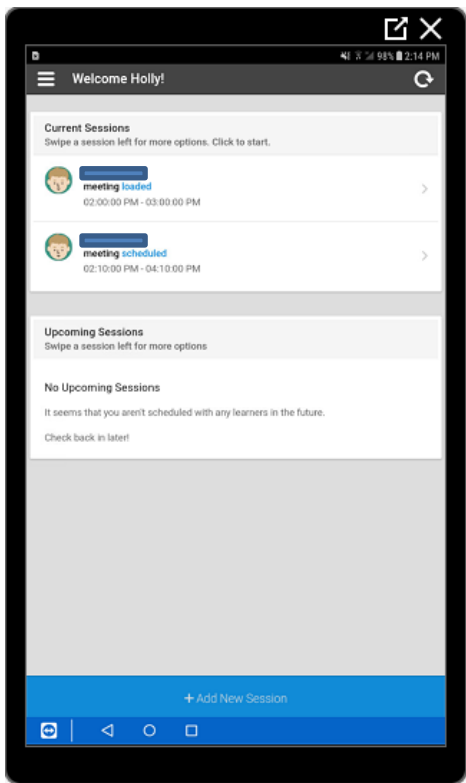 98% 2:14 PM
Welcome Holly!
Current Sessions
Swipe a session left for more options. Click to start.
meeting loaded
02:00:00 PM - 03:00:00 PM
meeting scheduled
02:10:00 PM - 04:10:00 PM
Upcoming Sessions
Swipe a session left for more options
No Upcoming Sessions
It seems that you aren't scheduled with any learners in the future.
Check back in later!
+ Add New Session